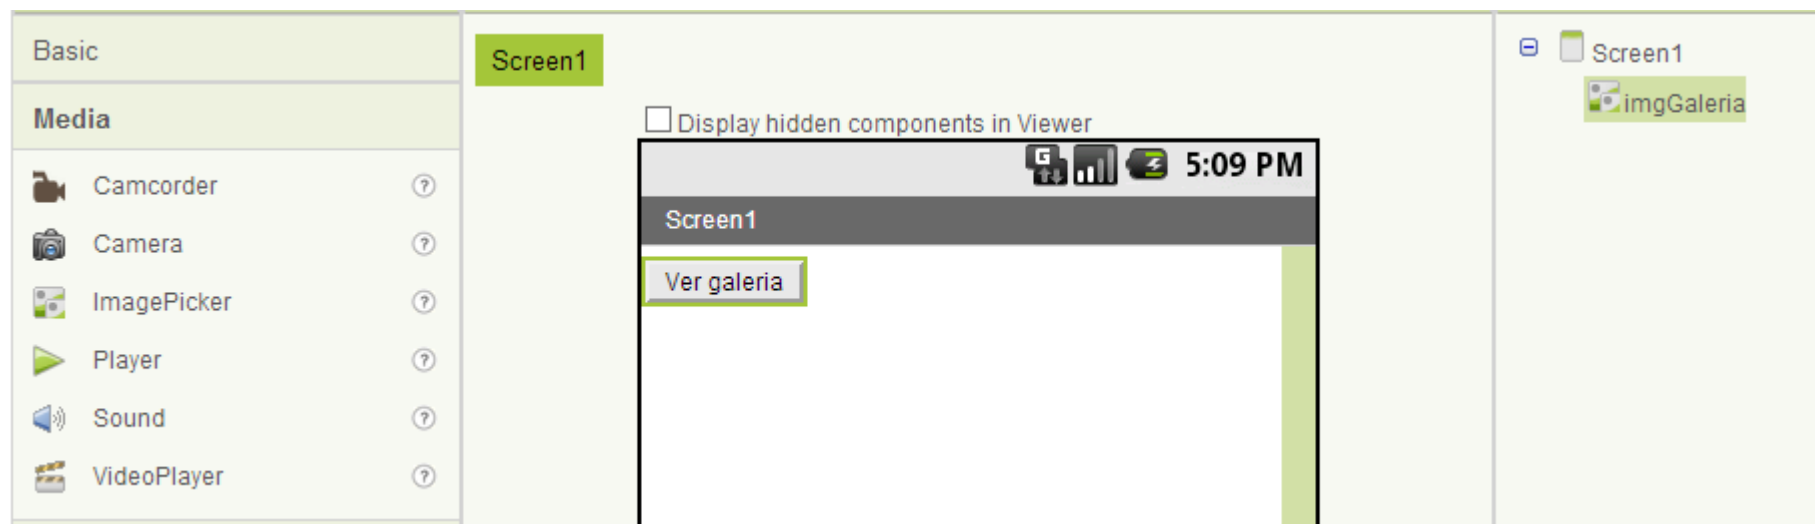 Basic
Media
Camcorder ?
Camera ?
ImagePicker ?
Player ?
Sound ?
VideoPlayer ?
Screen1
Display hidden components in Viewer
G 5:09 PM
Screen1
Ver galeria
Screen1
imgGaleria